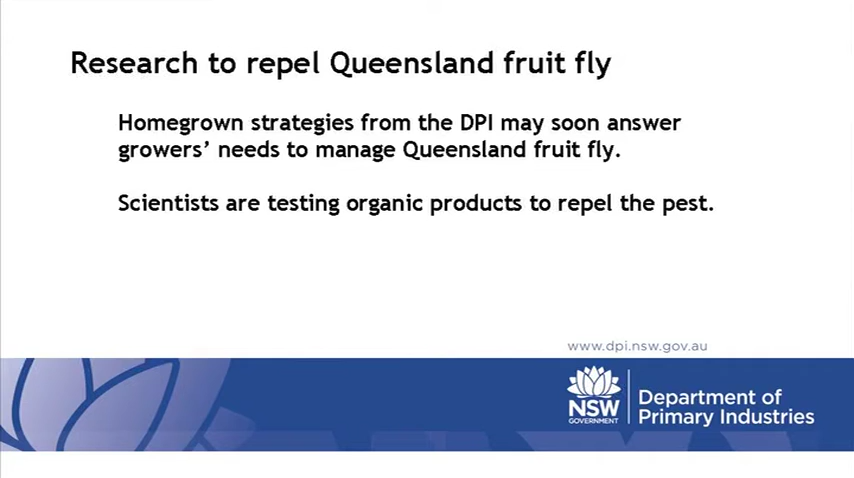 Research to repel Queensland fruit fly
Homegrown strategies from the DPI may soon answer
growers’ needs to manage Queensland fruit fly.
Scientists are testing organic products to repel the pest.
www.dpi.nsw.gov.au
NSW
GOVERNMENT
Department of
Primary Industries